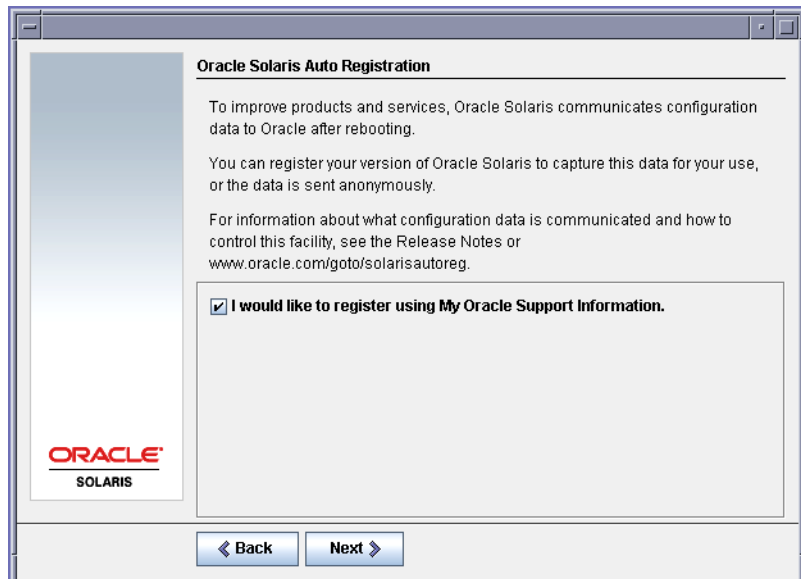 Oracle Solaris Auto Registration
To improve products and services, Oracle Solaris communicates configuration
data to Oracle after rebooting.
You can register your version of Oracle Solaris to capture this data for your use,
or the data is sent anonymously.
For information about what configuration data is communicated and how to
control this facility, see the Release Notes or
www.oracle.com/goto/solarisautoreg.
I would like to register using My Oracle Support Information.
ORACLE
SOLARIS
Back
Next